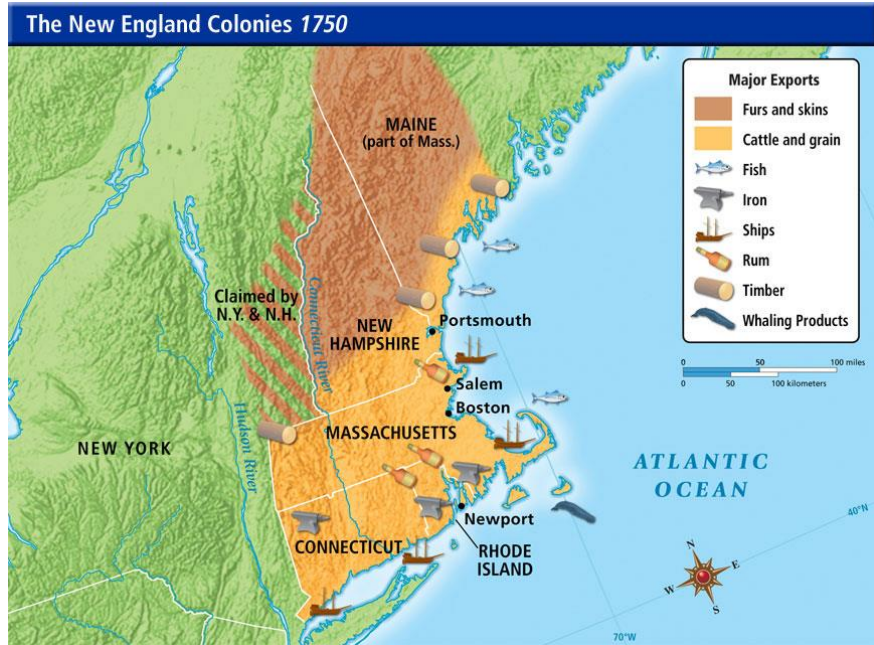 The New England Colonies 1750
Major Exports
Furs and skins
Cattle and grain
Fish
Iron
Ships
Rum
Timber
Whaling Products
0 50 100 miles
0 50 100 kilometers
MAINE
(part of Mass.)
Claimed by
N.Y. & N.H.
Connecticut River
NEW
HAMPSHIRE
Portsmouth
Salem
Boston
MASSACHUSETTS
NEW YORK
Hudson River
ATLANTIC
OCEAN
Newport
CONNECTICUT
RHODE
ISLAND
40°N
70°W
N
E
W
S